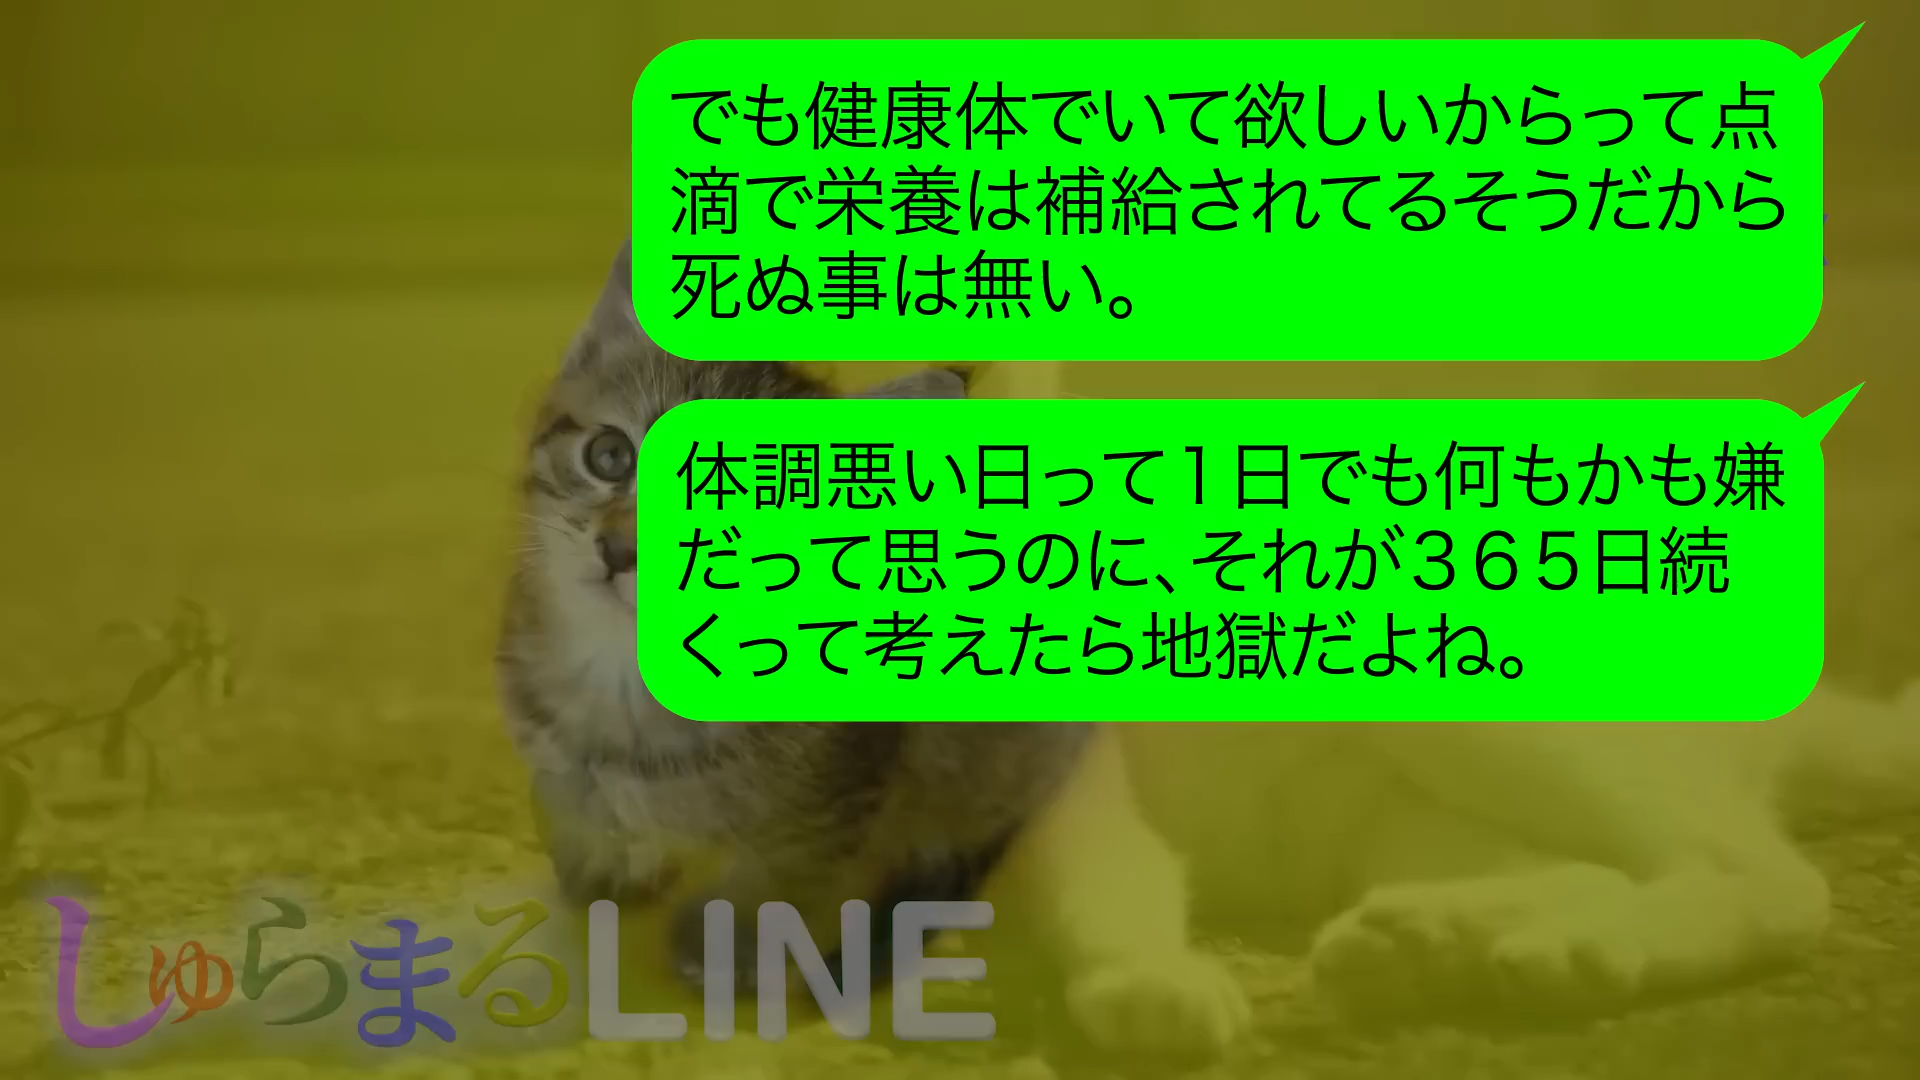 でも健康体でいて欲しいからって点
滴で栄養は補給されてるそうだから
死ぬ事は無い。
体調悪い日って1日でも何もかも嫌
だって思うのに、それが３６５日続
くって考えたら地獄だよね。
しゅらまるLINE